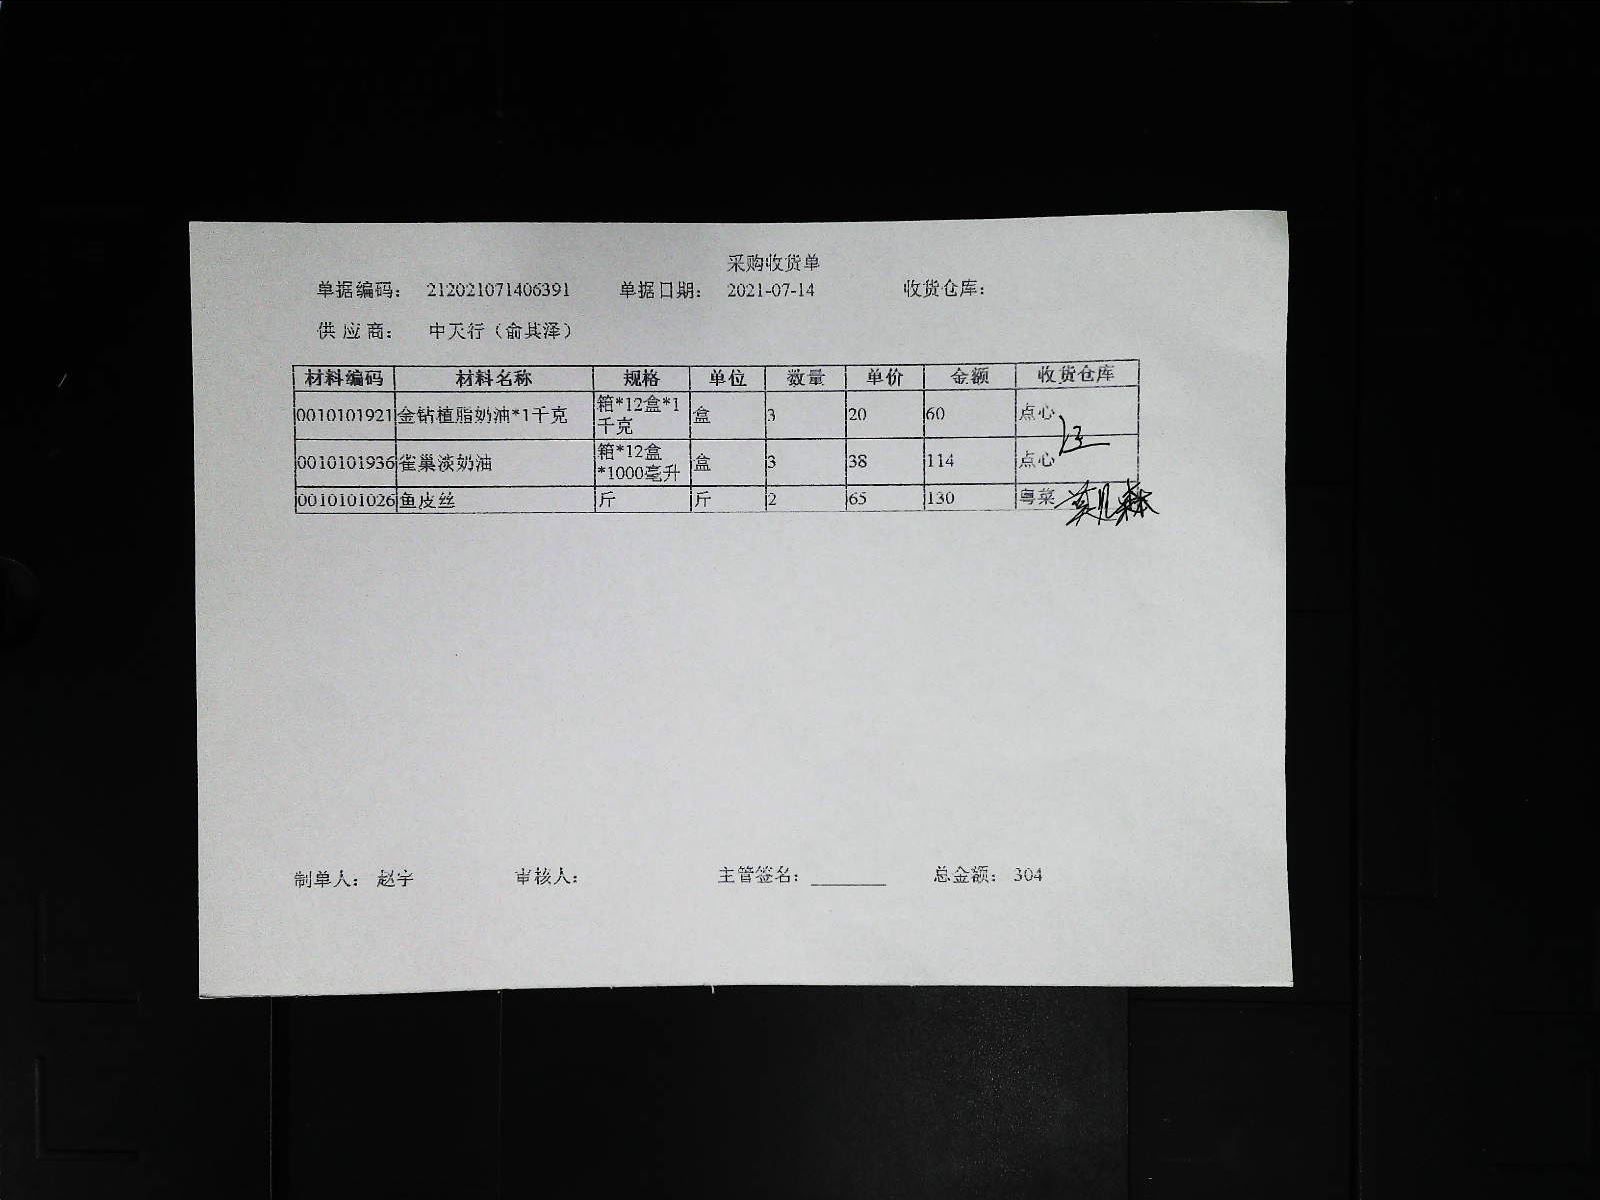 采购收货单
单据编码： 212021071406391 单据日期： 2021-07-14 收货仓库：
供 应 商： 中天行（俞其泽）
材料编码 材料名称 规格 单位 数量 单价 金额 收货仓库
0010101921 金钻植脂奶油*1千克 箱*12盒*1千克 盒 3 20 60 点心
0010101936 雀巢淡奶油 箱*12盒*1000毫升 盒 3 38 114 点心
0010101026 鱼皮丝 斤 斤 2 65 130 粤菜
制单人： 赵宇 审核人： 主管签名： 总金额： 304